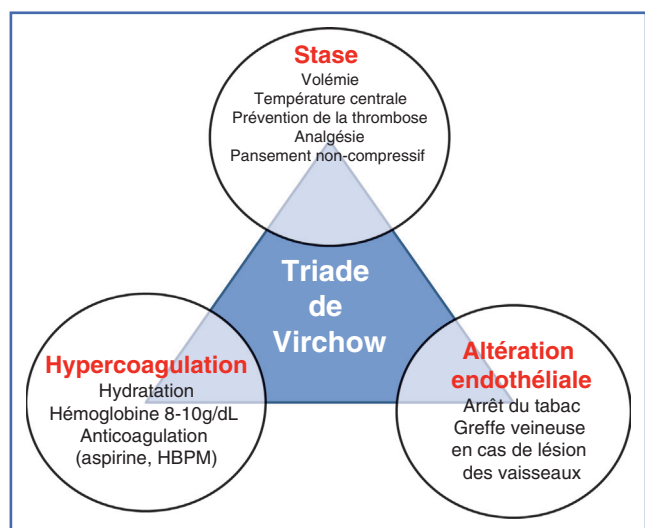 Stase
Volémie
Température centrale
Prévention de la thrombose
Analgésie
Pansement non-compressif
Triade
de
Virchow
Hypercoagulation
Hydratation
Hémoglobine 8-10g/dL
Anticoagulation
(aspirine, HBPM)
Altération
endothéliale
Arrêt du tabac
Greffe veineuse
en cas de lésion
des vaisseaux